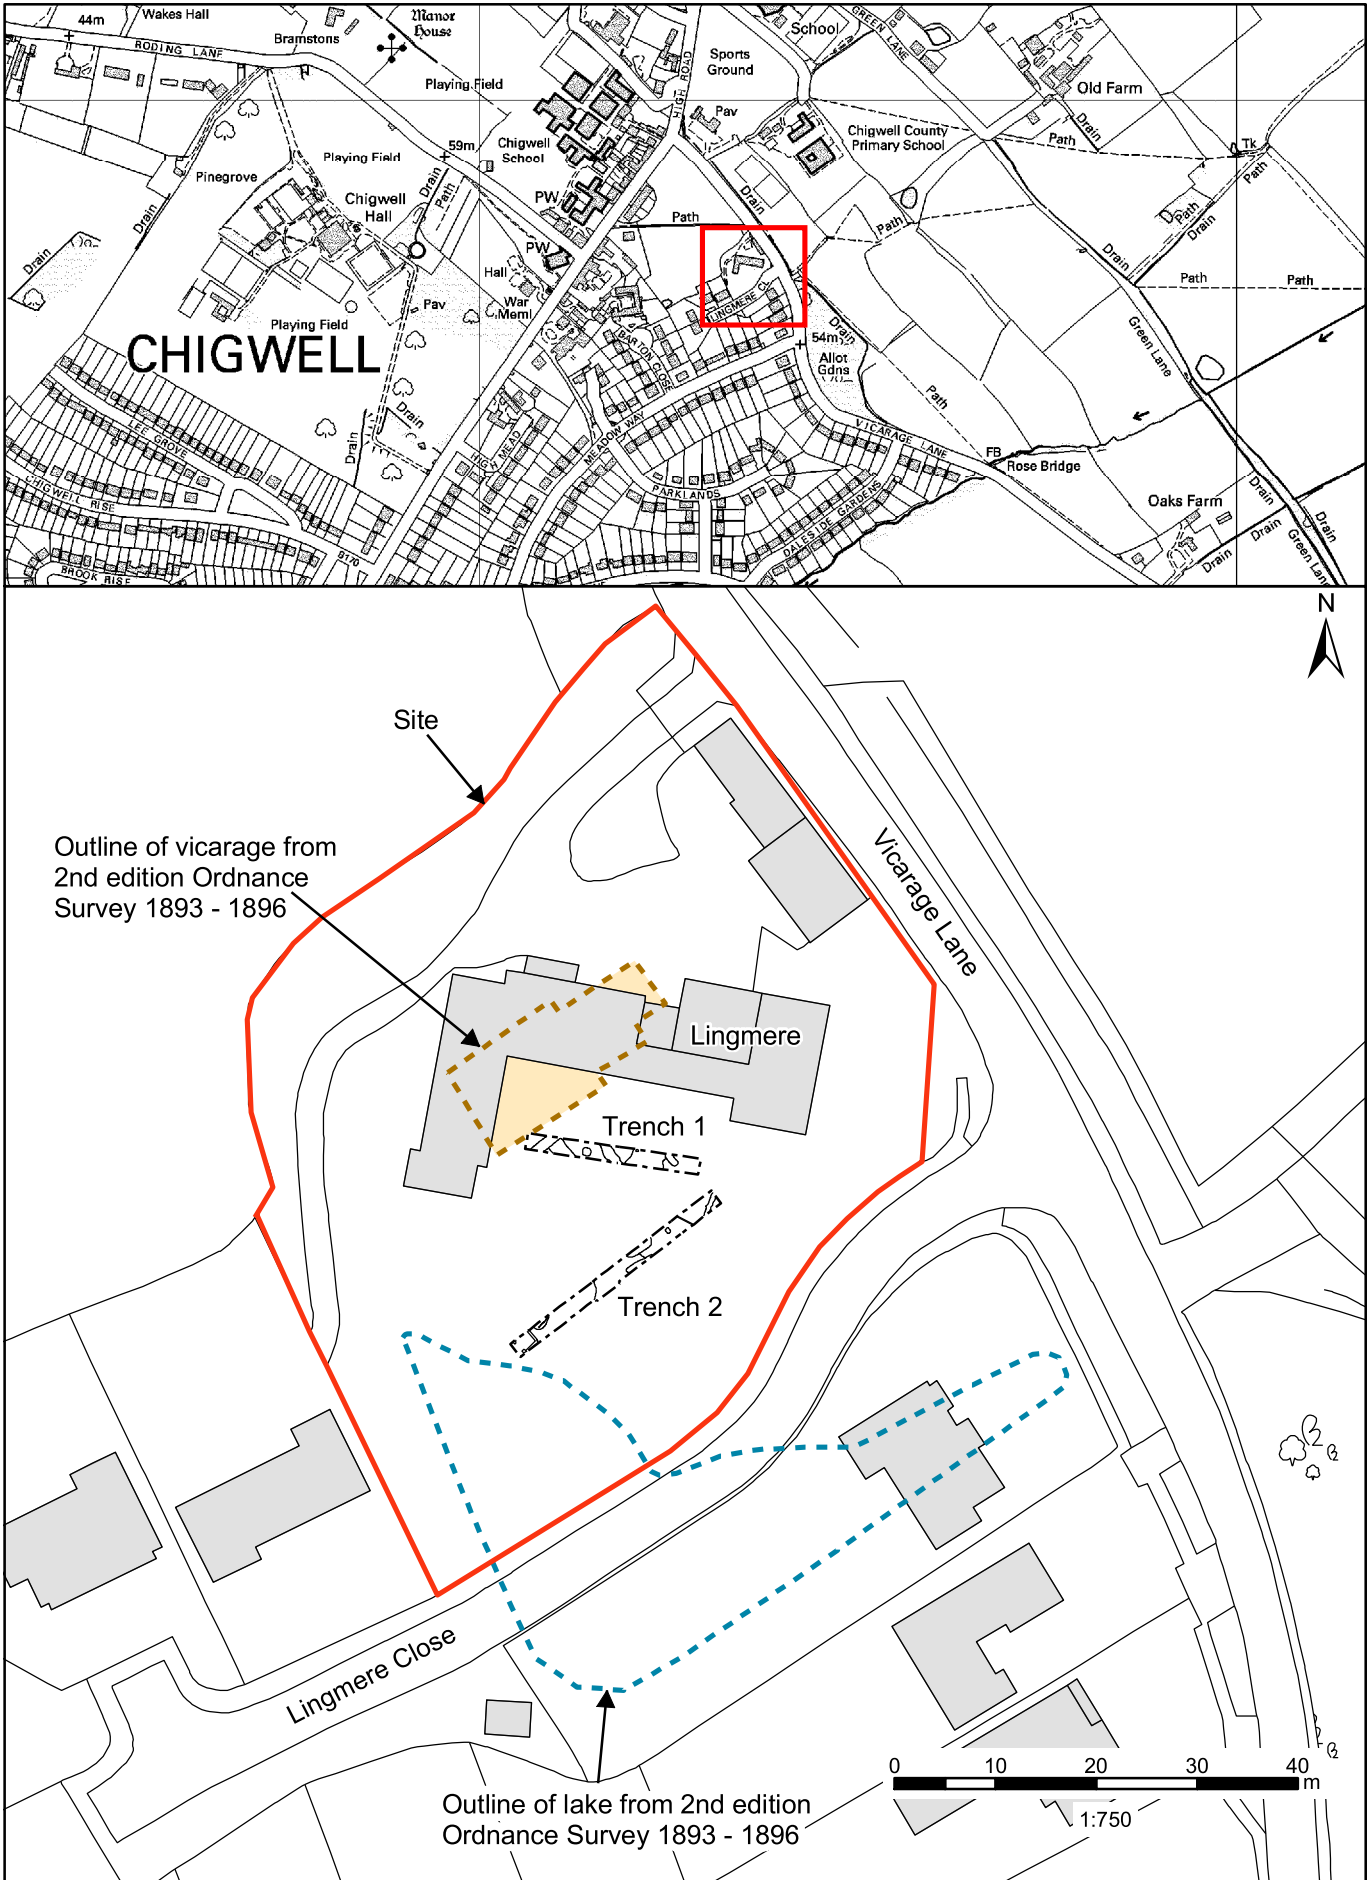 44m
Wakes Hall
Manor
House
RODING LANE
Bramstons
Playing Field
HIGH ROAD
Sports
Ground
School
GREEN LANE
Old Farm
Pav
59m
Chigwell
School
Chigwell County
Primary School
Drain
Path
Tk
Path
Playing Field
Pinegrove
Drain
Chigwell
Hall
Drain
Path
PW
Path
Drain
Path
Path
Drain
Drain
PW
Hall
War
Meml
Pav
Playing Field
CHIGWELL
LINGMERE CL
54m
Drain
Allot
Gdns
Drain
Path
Path
Green Lane
BARTON CLOSE
MEADOW WAY
HIGH MEAD
Drain
Drain
Path
VICARAGE LANE
FB
Rose Bridge
LEE GROVE
CHIGWELL RISE
BROOK RISE
B170
PARKLANDS
DALESIDE GARDENS
Oaks Farm
Drain
Drain
Drain
Drain
Green Lane
N
Site
Outline of vicarage from
2nd edition Ordnance
Survey 1893 - 1896
Vicarage Lane
Lingmere
Trench 1
Trench 2
Lingmere Close
Outline of lake from 2nd edition
Ordnance Survey 1893 - 1896
0 10 20 30 40
m
1:750